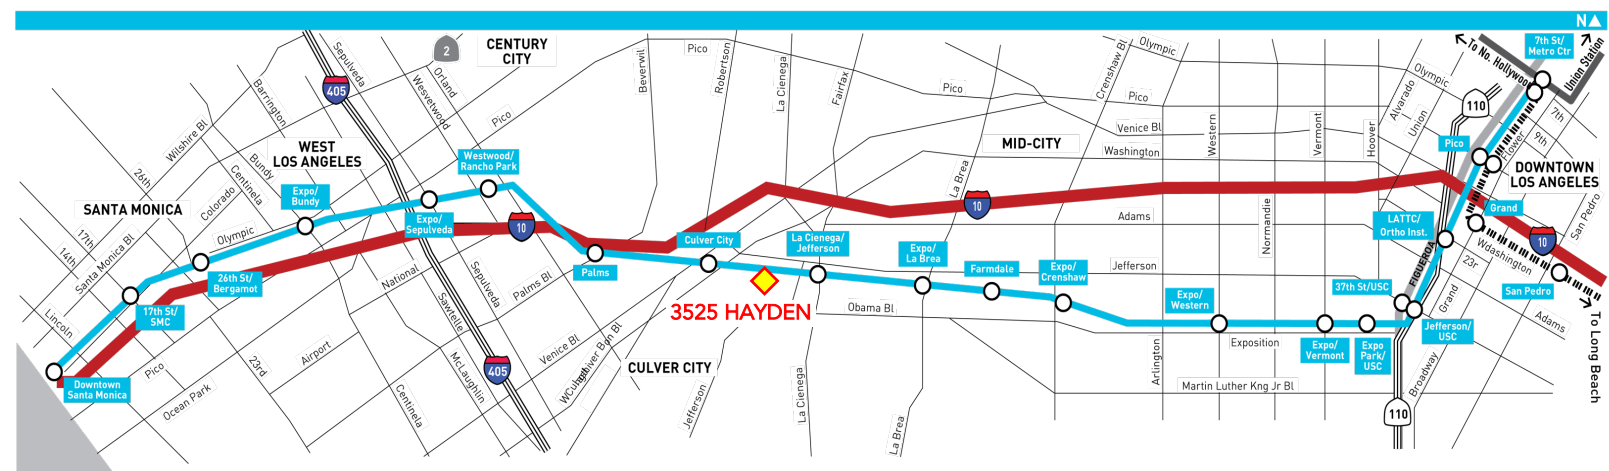 N
CENTURY
CITY
2
405
Sepulveda
Orland
Wesvetwood
Pico
Barrington
Wilshire Bl
26th
Bundy
Centinela
Colorado
WEST
LOS ANGELES
Expo/
Bundy
Westwood/
Rancho Park
SANTA MONICA
17th
14th
Santa Monica Bl
Olympic
26th St/
Bergamot
17th St/
SMC
Lincoln
Downtown
Santa Monica
Pico
Ocean Park
23rd
Airport
National
Expo/
Sepulveda
10
Sawtelle
Sepulveda
McLaughlin
Centinela
405
Palms Bl
Venice Bl
Palms
Beverwil
Pico
Robertson
La Cienega
Fairfax
Culver City
3525 HAYDEN
CULVER CITY
Jefferson
La Cienega
La Brea
La Cienega/
Jefferson
Obama Bl
Expo/
La Brea
Farmdale
Expo/
Crenshaw
Pico
La Brea
10
MID-CITY
Crenshaw Bl
Olympic
Pico
Venice Bl
Washington
Adams
Jefferson
Western
Vermont
Hoover
Normandie
Arlington
Expo/
Western
Exposition
Martin Luther Kng Jr Bl
Expo/
Vermont
Expo
Park/
USC
37th St/USC
Jefferson/
USC
LATTC/
Ortho Inst.
FIGUEROA
Olympic
Alvarado
Union
110
Pico
Flower
To No. Hollywood
7th St/
Metro Ctr
Union Station
7th
9th
DOWNTOWN
LOS ANGELES
Grand
San Pedro
10
Wdashington
23r
San Pedro
Grand
Adams
Broadway
110
To Long Beach